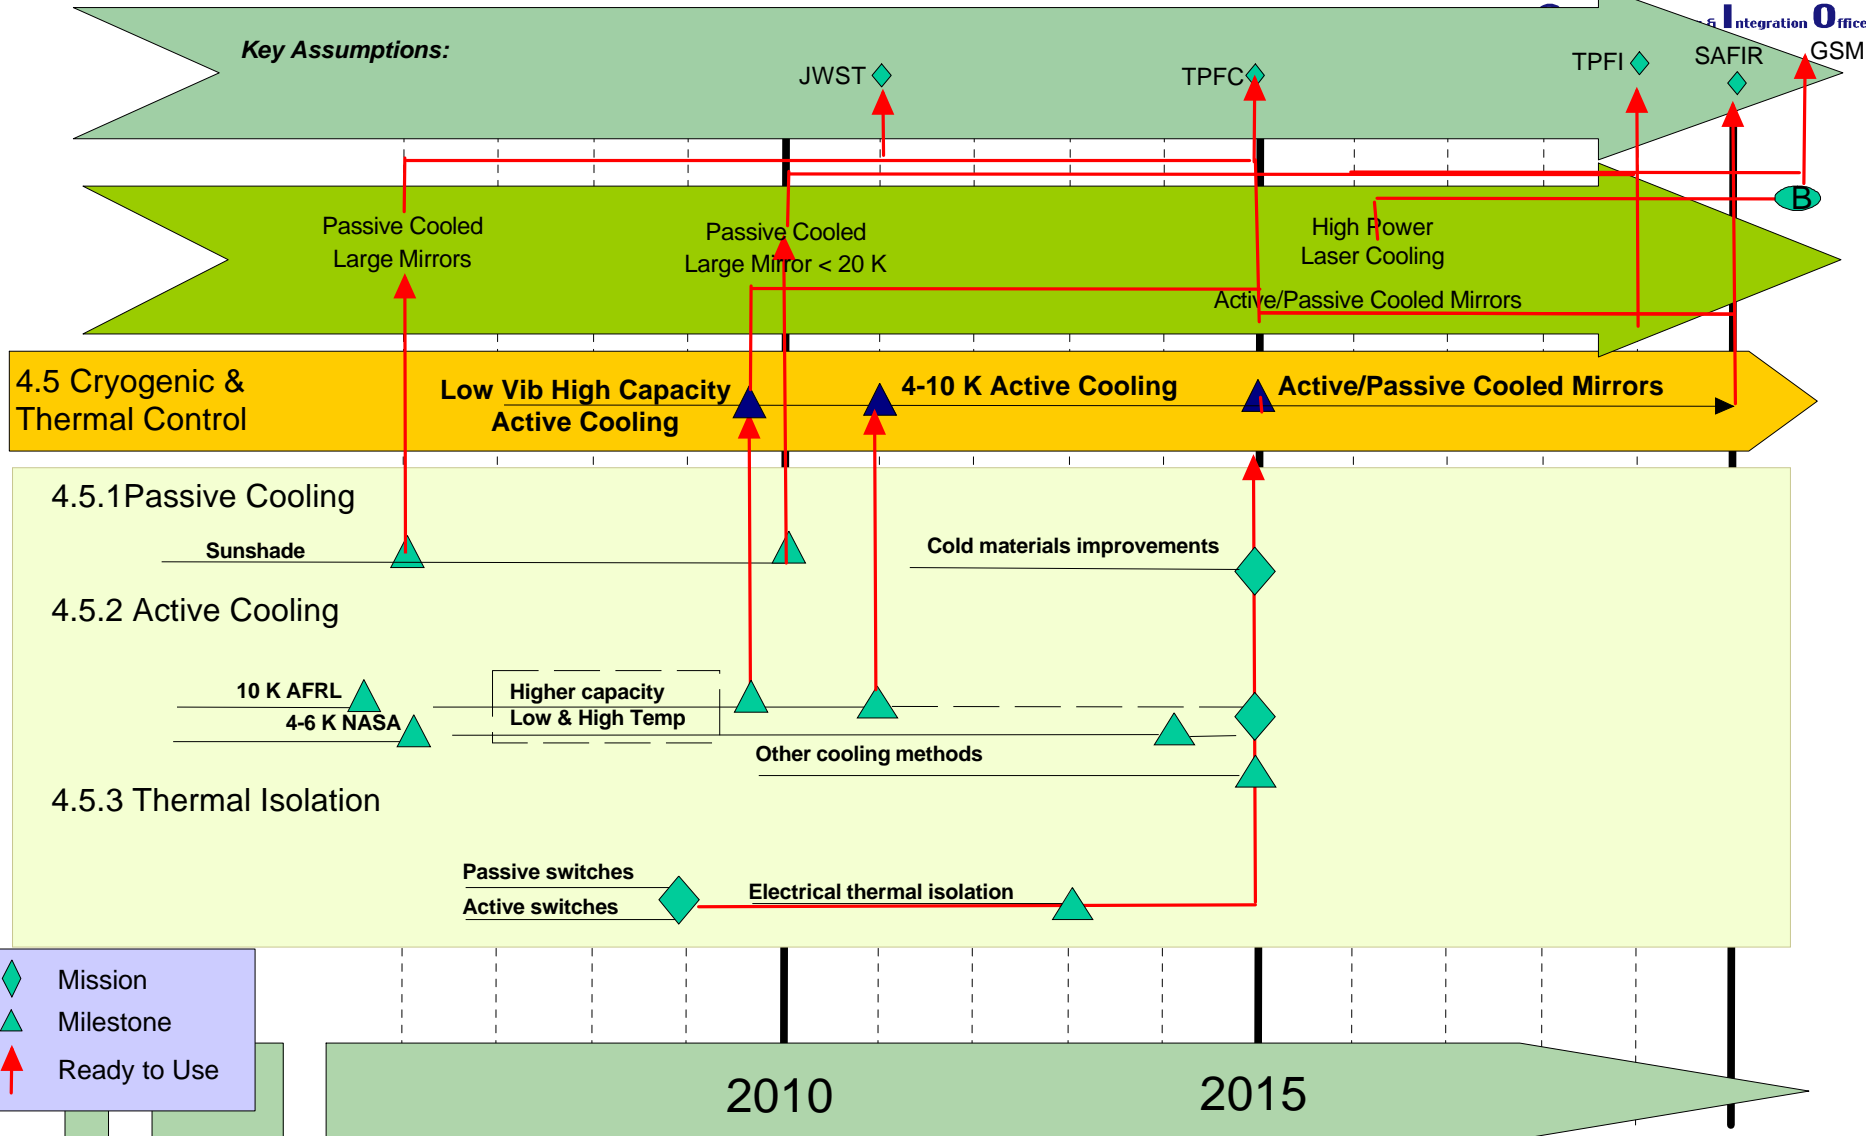 & Integration Office
Key Assumptions:
JWST
TPFC
TPFI
SAFIR
GSM
B
Passive Cooled
Large Mirrors
Passive Cooled
Large Mirror < 20 K
High Power
Laser Cooling
Active/Passive Cooled Mirrors
4.5 Cryogenic &
Thermal Control
Low Vib High Capacity
Active Cooling
4-10 K Active Cooling
Active/Passive Cooled Mirrors
4.5.1Passive Cooling
Sunshade
Cold materials improvements
4.5.2 Active Cooling
10 K AFRL
4-6 K NASA
Higher capacity
Low & High Temp
Other cooling methods
4.5.3 Thermal Isolation
Passive switches
Active switches
Electrical thermal isolation
Mission
Milestone
Ready to Use
2010
2015